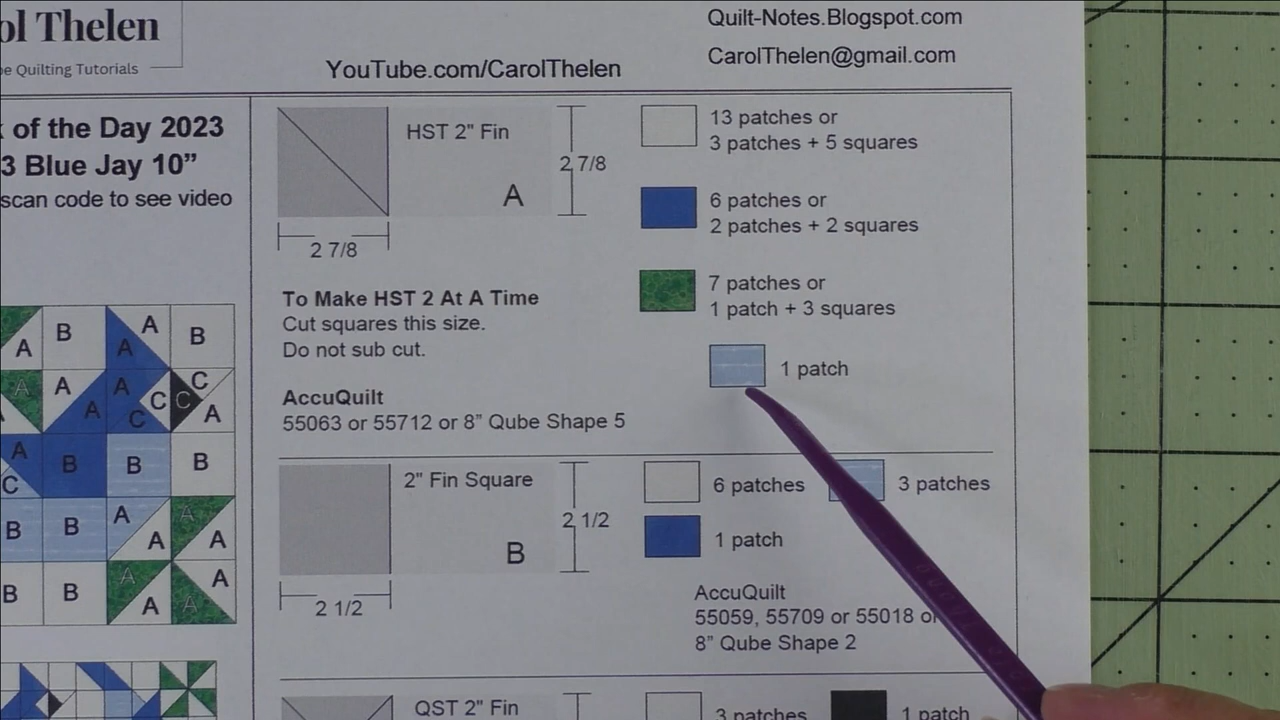 ol Thelen
Quilting Tutorials
YouTube.com/CarolThelen
Quilt-Notes.Blogspot.com
CarolThelen@gmail.com
of the Day 2023
3 Blue Jay 10”
scan code to see video
A B A A B
A A A A C C C C A
A C B B B
B B A A A A
B B A A A A
HST 2" Fin
A
2 7/8
2 7/8
13 patches or
3 patches + 5 squares
6 patches or
2 patches + 2 squares
7 patches or
1 patch + 3 squares
1 patch
To Make HST 2 At A Time
Cut squares this size.
Do not sub cut.
AccuQuilt
55063 or 55712 or 8” Qube Shape 5
2" Fin Square
B
2 1/2
2 1/2
6 patches
3 patches
1 patch
AccuQuilt
55059, 55709 or 55018 or
8” Qube Shape 2
QST 2" Fin
3 patches
1 patch